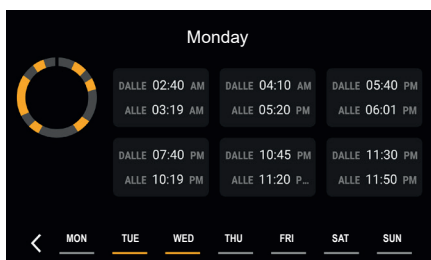 Monday
DALLE 02:40 AM DALLE 04:10 AM DALLE 05:40 PM
ALLE 03:19 AM ALLE 05:20 PM ALLE 06:01 PM
DALLE 07:40 PM DALLE 10:45 PM DALLE 11:30 PM
ALLE 10:19 PM ALLE 11:20 P... ALLE 11:50 PM
MON TUE WED THU FRI SAT SUN